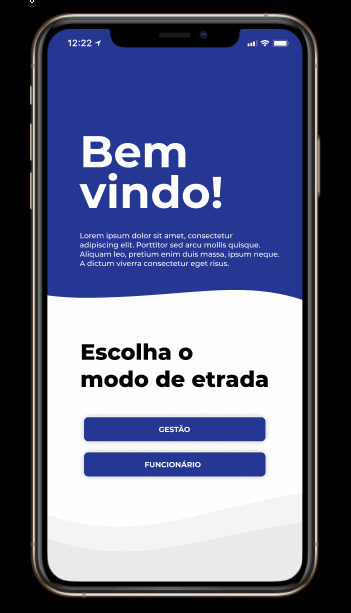 12:22
Bem
vindo!
Lorem ipsum dolor sit amet, consectetur
adipiscing elit. Porttitor sed arcu mollis quisque.
Aliquam leo, pretium enim duis massa, ipsum neque.
A dictum viverra consectetur eget risus.
Escolha o
modo de etrada
GESTÃO
FUNCIONÁRIO